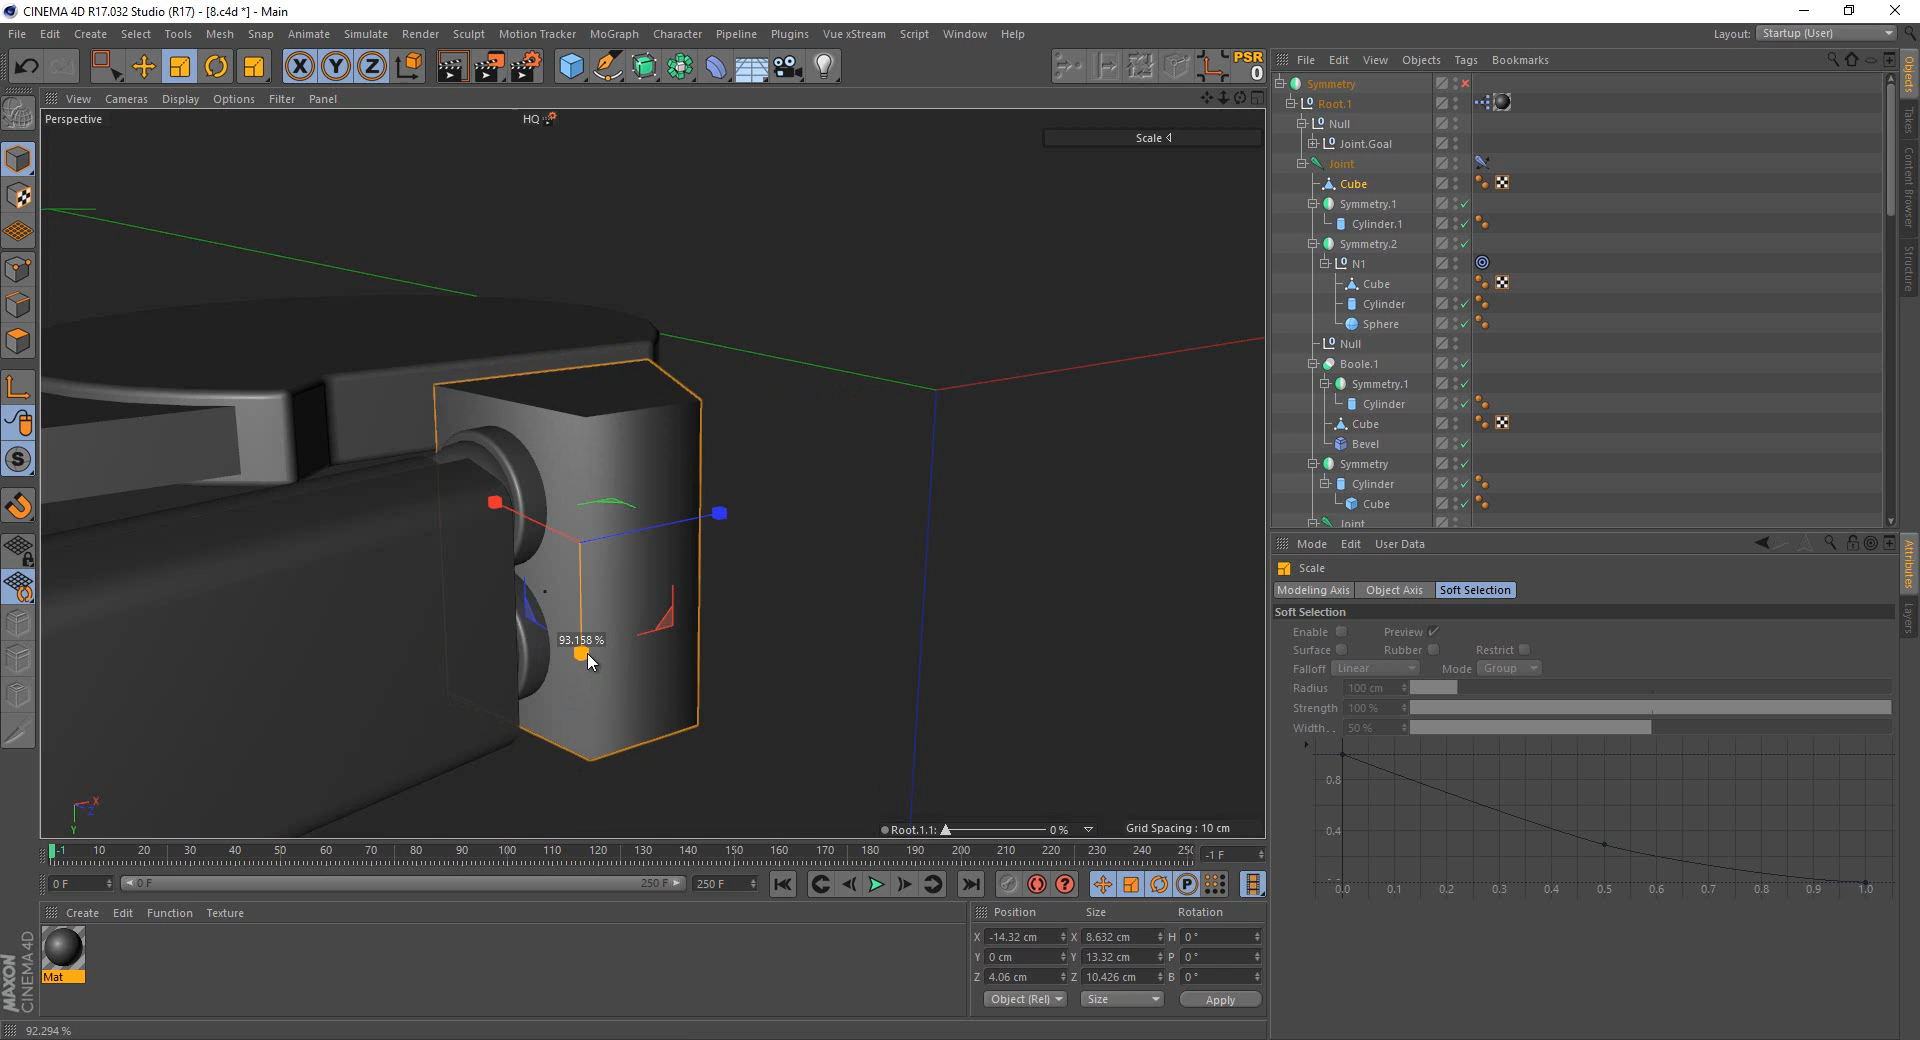 CINEMA 4D R17.032 Studio (R17) - [8.c4d *] - Main
File Edit Create Select Tools Mesh Snap Animate Simulate Render Sculpt Motion Tracker MoGraph Character Pipeline Plugins Vue xStream Script Window Help
Layout: Startup (User)
X Y Z
PSR
0
File Edit View Objects Tags Bookmarks
View Cameras Display Options Filter Panel
Perspective
HQ
Scale
Symmetry
Root.1
Null
Joint.Goal
Joint
Cube
Symmetry.1
Cylinder.1
Symmetry.2
N1
Cube
Cylinder
Sphere
Null
Boole.1
Symmetry.1
Cylinder
Cube
Bevel
Symmetry
Cylinder
Cube
Joint
Objects
Takes
Content Browser
Structure
93.158 %
X
Z
Y
Root.1.1: 0 %
Grid Spacing : 10 cm
Mode Edit User Data
Scale
Modeling Axis Object Axis Soft Selection
Soft Selection
Enable Preview
Surface Rubber Restrict
Falloff Linear Mode Group
Radius 100 cm
Strength 100 %
Width.. 50 %
0.8
0.4
0.0 0.1 0.2 0.3 0.4 0.5 0.6 0.7 0.8 0.9 1.0
Attributes
Layers
-1 10 20 30 40 50 60 70 80 90 100 110 120 130 140 150 160 170 180 190 200 210 220 230 240 25
-1 F
0 F 0 F 250 F 250 F
P
Create Edit Function Texture
Mat
MAXON
CINEMA 4D
Position Size Rotation
X -14.32 cm X 8.632 cm H 0 °
Y 0 cm Y 13.32 cm P 0 °
Z 4.06 cm Z 10.426 cm B 0 °
Object (Rel) Size Apply
92.294 %